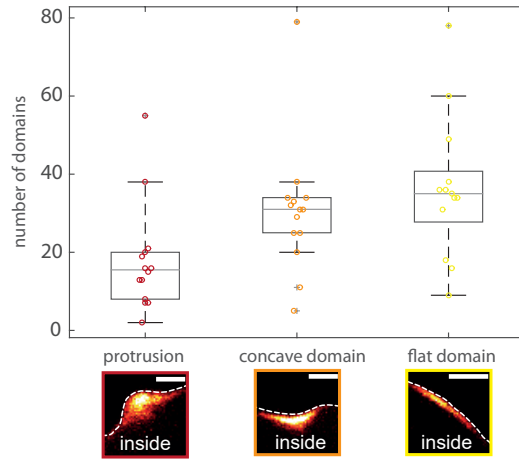 80
60
40
20
0
number of domains
protrusion
concave domain
flat domain
inside
inside
inside